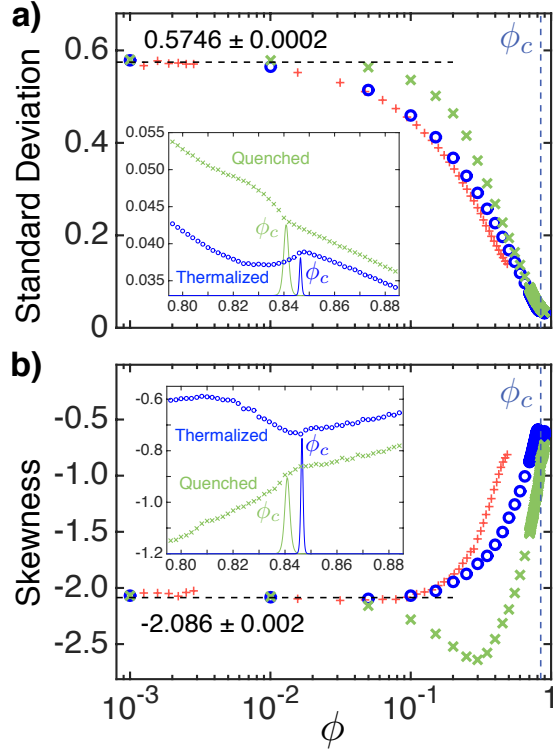 a)
0.5746 ± 0.0002
ϕc
0.6
0.4
0.2
0
Standard Deviation
0.055
0.050
0.045
0.040
0.035
Quenched
ϕc
ϕc
Thermalized
0.80 0.82 0.84 0.86 0.88
b)
ϕc
-0.5
-1.0
-1.5
-2.0
-2.5
Skewness
-0.6
-0.8
-1.0
-1.2
Thermalized
ϕc
Quenched
ϕc
0.80 0.82 0.84 0.86 0.88
-2.086 ± 0.002
10-3 10-2 10-1 1
ϕ